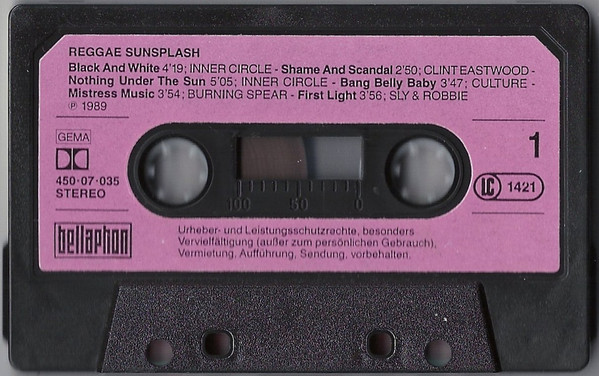 REGGAE SUNSPLASH
Black And White 4'19; INNER CIRCLE - Shame And Scandal 2'50; CLINT EASTWOOD -
Nothing Under The Sun 5'05; INNER CIRCLE - Bang Belly Baby 3'47; CULTURE -
Mistress Music 3'54; BURNING SPEAR - First Light 3'56; SLY & ROBBIE
Ⓟ 1989
GEMA
450·07·035
STEREO
1
LC 1421
100 50 0
bellaphon
Urheber- und Leistungsschutzrechte, besonders
Vervielfältigung (außer zum persönlichen Gebrauch),
Vermietung, Aufführung, Sendung, vorbehalten.